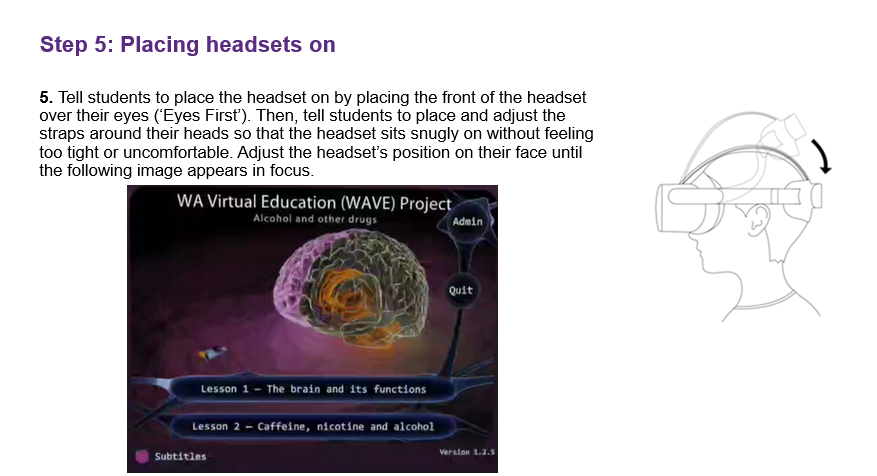 Step 5: Placing headsets on
5. Tell students to place the headset on by placing the front of the headset
over their eyes (‘Eyes First’). Then, tell students to place and adjust the
straps around their heads so that the headset sits snugly on without feeling
too tight or uncomfortable. Adjust the headset’s position on their face until
the following image appears in focus.
WA Virtual Education (WAVE) Project
Alcohol and other drugs
Admin
Quit
Lesson 1 – The brain and its functions
Lesson 2 – Caffeine, nicotine and alcohol
Subtitles
Version 1.2.5